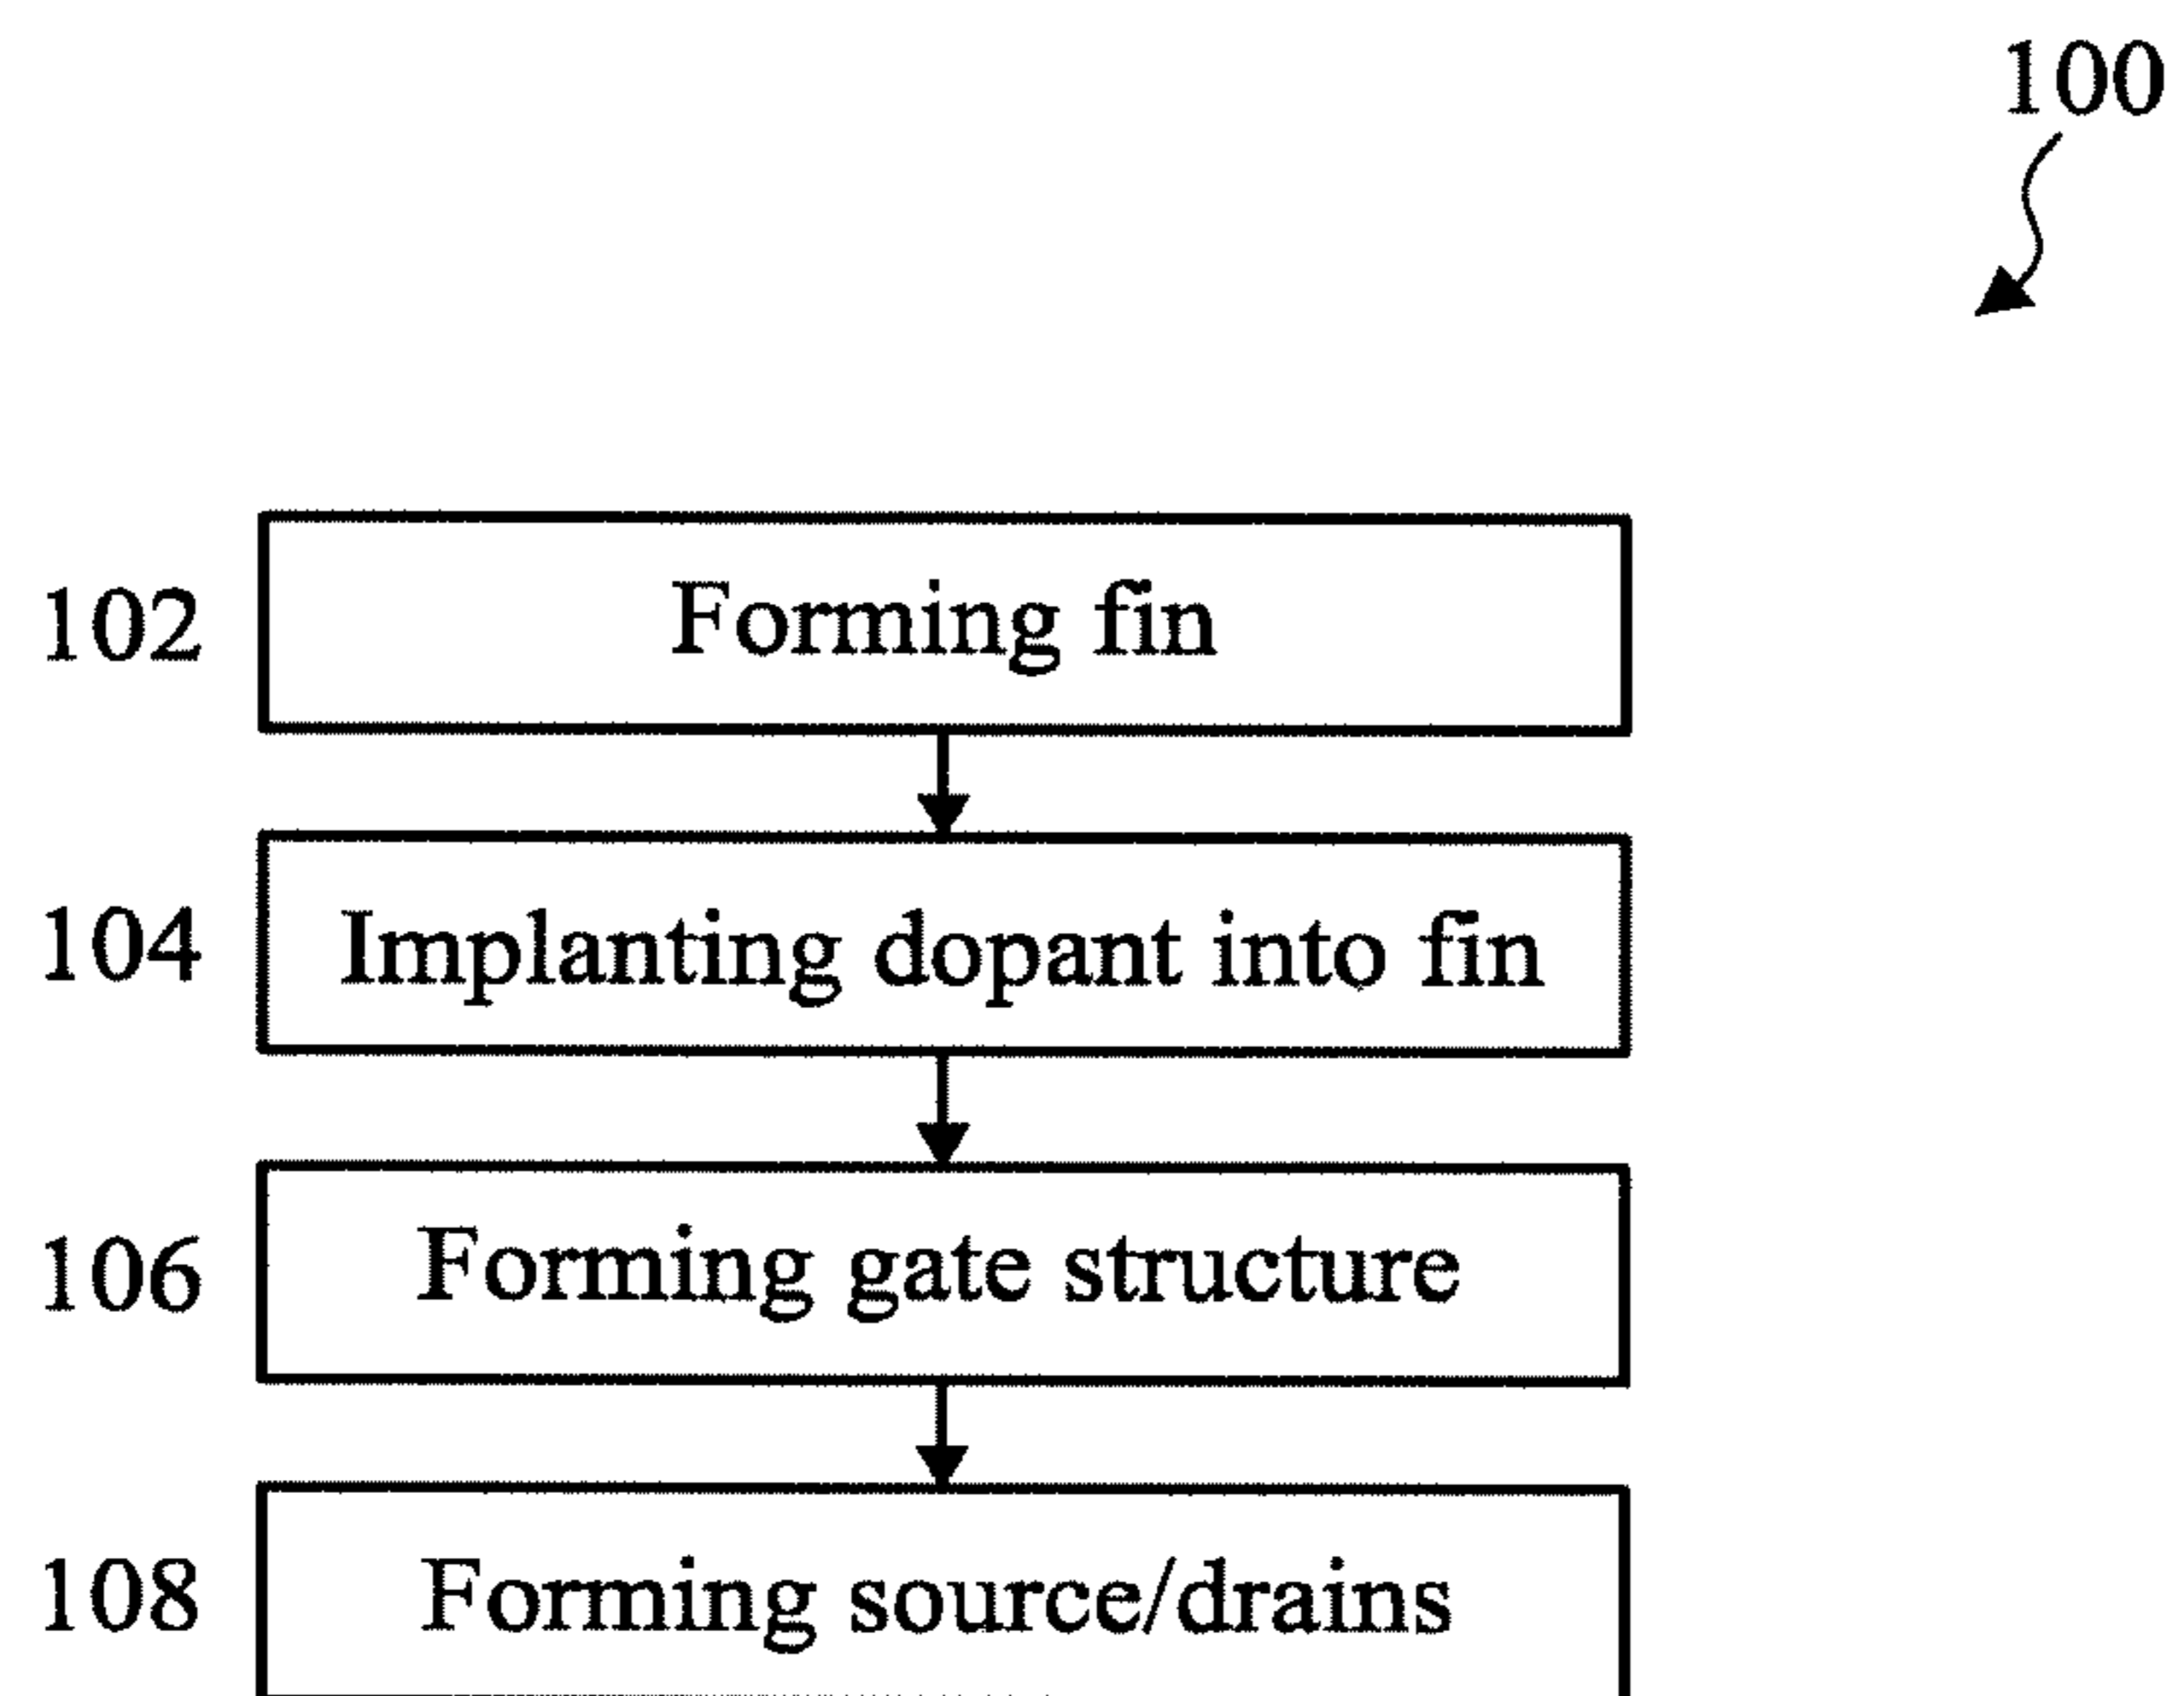 100
102 Forming fin
104 Implanting dopant into fin
106 Forming gate structure
108 Forming source/drains